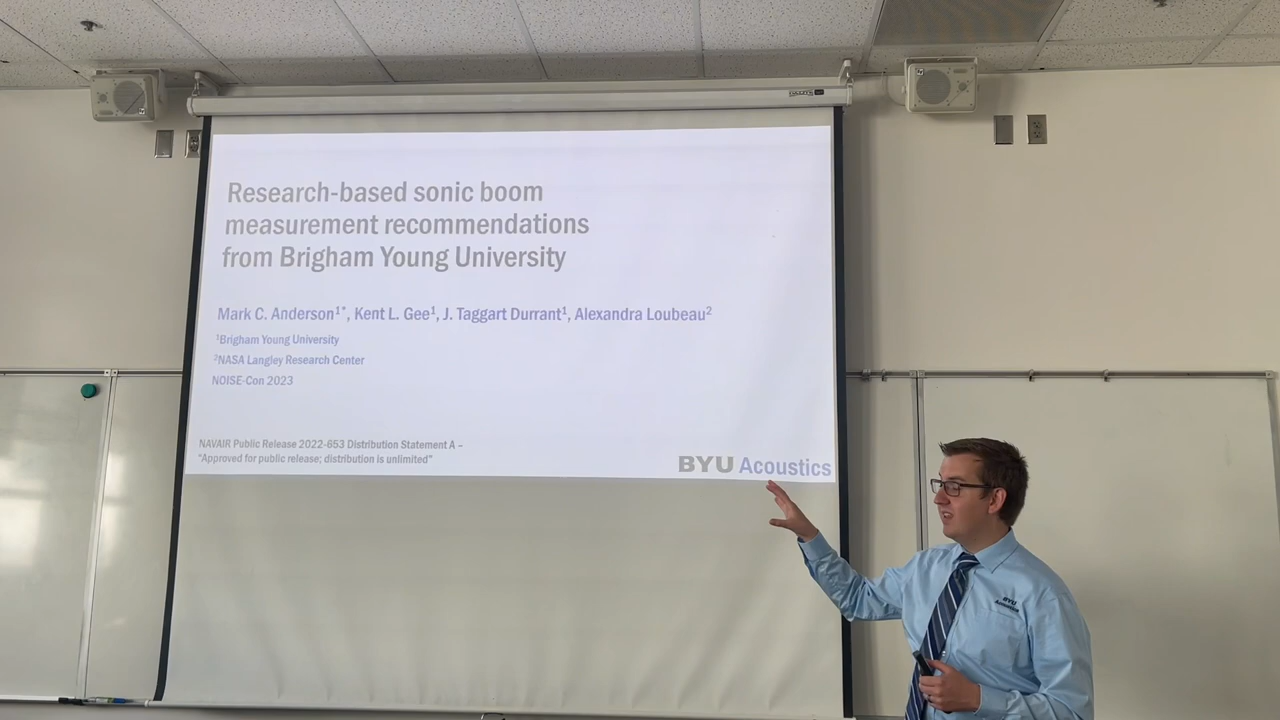 Research-based sonic boom
measurement recommendations
from Brigham Young University
Mark C. Anderson¹*, Kent L. Gee¹, J. Taggart Durrant¹, Alexandra Loubeau²
¹Brigham Young University
²NASA Langley Research Center
NOISE-Con 2023
NAVAIR Public Release 2022-653 Distribution Statement A –
"Approved for public release; distribution is unlimited"
BYU Acoustics
BYU
Acoustics